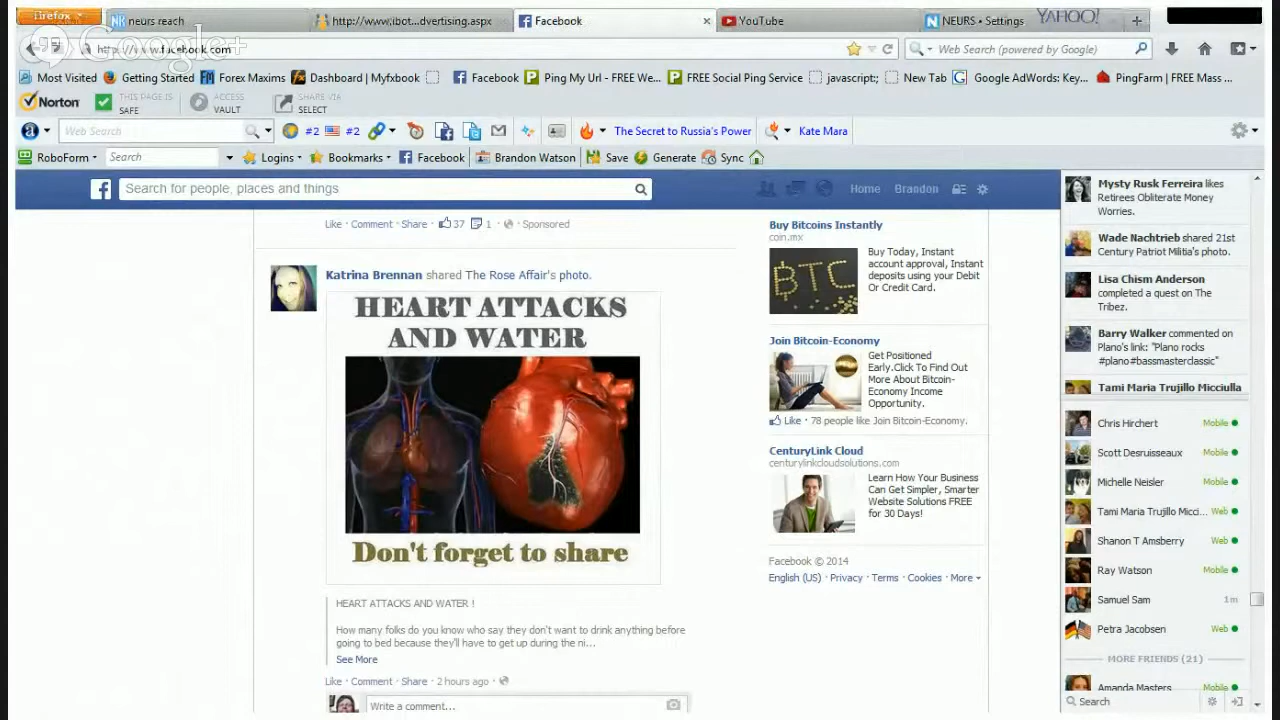 Firefox
neurs reach
http://www.ibot...dvertising.aspx
Facebook
YouTube
NEURS • Settings
YAHOO!
Google+
http://www.facebook.com
Web Search (powered by Google)
Most Visited
Getting Started
Forex Maxims
Dashboard | Myfxbook
Facebook
Ping My Url - FREE We...
FREE Social Ping Service
javascript:;
New Tab
Google AdWords: Key...
PingFarm | FREE Mass ...
Norton
THIS PAGE IS
SAFE
ACCESS
VAULT
SHARE VIA
SELECT
Web Search
#2
#2
The Secret to Russia's Power
Kate Mara
RoboForm
Search
Logins
Bookmarks
Facebook
Brandon Watson
Save
Generate
Sync
Search for people, places and things
Home
Brandon
Like · Comment · Share · 37 1 · Sponsored
Katrina Brennan shared The Rose Affair's photo.
HEART ATTACKS
AND WATER
Don't forget to share
HEART ATTACKS AND WATER !
How many folks do you know who say they don't want to drink anything before
going to bed because they'll have to get up during the ni...
See More
Like · Comment · Share · 2 hours ago ·
Write a comment...
Buy Bitcoins Instantly
coin.mx
BTC
Buy Today, Instant
account approval, Instant
deposits using your Debit
Or Credit Card.
Join Bitcoin-Economy
Get Positioned
Early.Click To Find Out
More About Bitcoin-
Economy Income
Opportunity.
Like · 78 people like Join Bitcoin-Economy.
CenturyLink Cloud
centurylinkcloudsolutions.com
Learn How Your Business
Can Get Simpler, Smarter
Website Solutions FREE
for 30 Days!
Facebook © 2014
English (US) · Privacy · Terms · Cookies · More
Mysty Rusk Ferreira likes
Retirees Obliterate Money
Worries.
Wade Nachtrieb shared 21st
Century Patriot Militia's photo.
Lisa Chism Anderson
completed a quest on The
Tribez.
Barry Walker commented on
Plano's link: "Plano rocks
#plano#bassmasterclassic"
Tami Maria Trujillo Micciulla
Chris Hirchert Mobile
Scott Desruisseaux Mobile
Michelle Neisler Mobile
Tami Maria Trujillo Micci... Web
Shanon T Amsberry Web
Ray Watson Mobile
Samuel Sam 1m
Petra Jacobsen Web
MORE FRIENDS (21)
Amanda Masters Mobile
Search